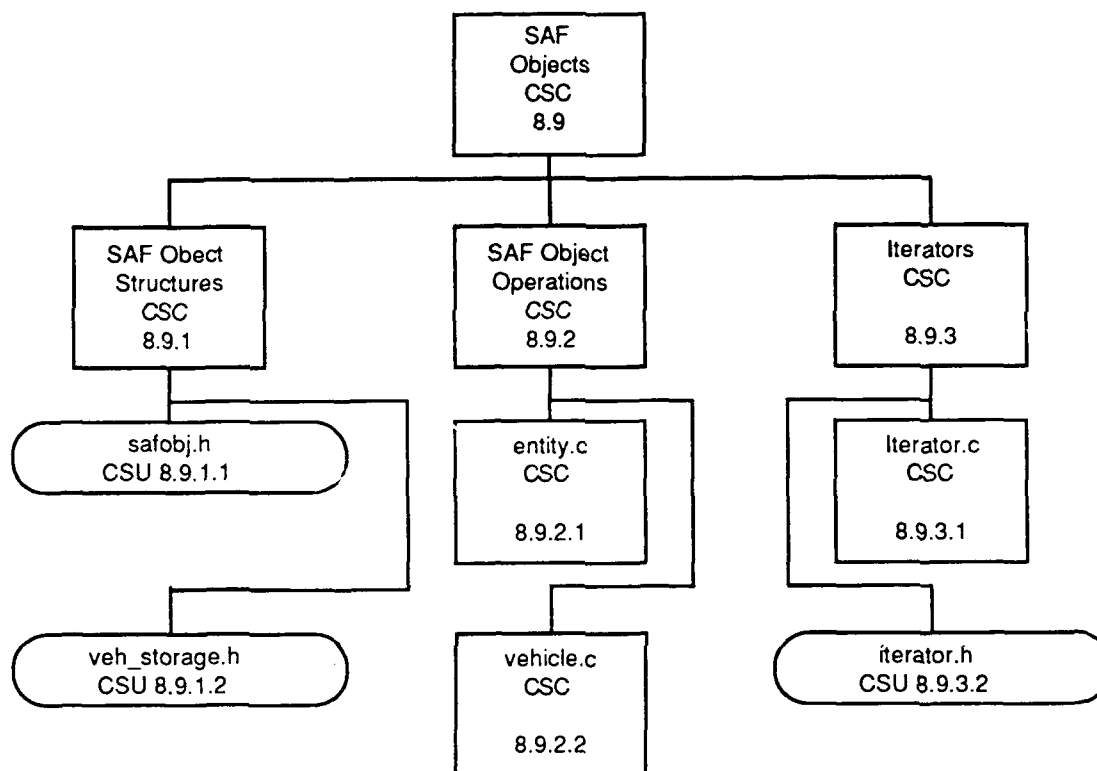 SAF
Objects
CSC
8.9
SAF Obect
Structures
CSC
8.9.1
SAF Object
Operations
CSC
8.9.2
Iterators
CSC
8.9.3
safobj.h
CSU 8.9.1.1
entity.c
CSC
8.9.2.1
Iterator.c
CSC
8.9.3.1
veh_storage.h
CSU 8.9.1.2
vehicle.c
CSC
8.9.2.2
iterator.h
CSU 8.9.3.2